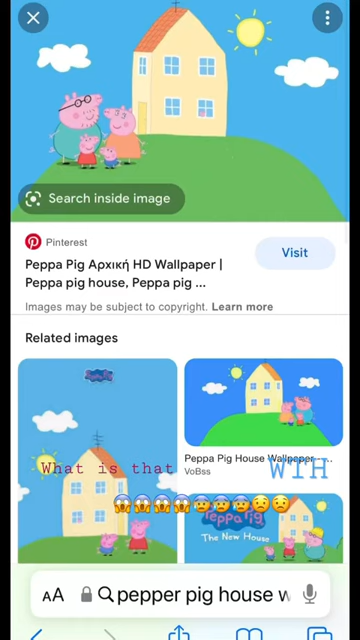 Search inside image
Pinterest
Visit
Peppa Pig Αρχική HD Wallpaper |
Peppa pig house, Peppa pig ...
Images may be subject to copyright. Learn more
Related images
Peppa Pig House Wallpaper - ...
VoBss
What is that
WTH
😱😱😱😱😰😰😰😟😟
Peppa Pig
The New House
AA
pepper pig house w